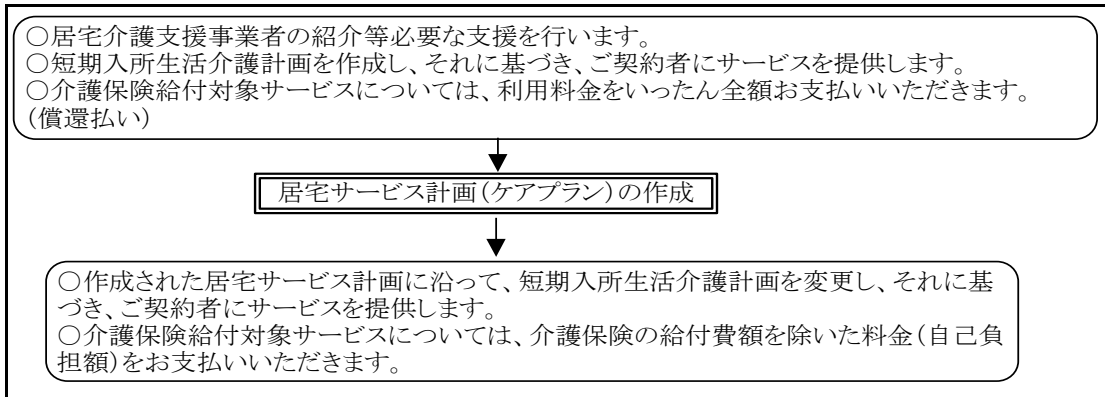 ○居宅介護支援事業者の紹介等必要な支援を行います。
○短期入所生活介護計画を作成し、それに基づき、ご契約者にサービスを提供します。
○介護保険給付対象サービスについては、利用料金をいったん全額お支払いいただきます。
(償還払い)
居宅サービス計画(ケアプラン)の作成
○作成された居宅サービス計画に沿って、短期入所生活介護計画を変更し、それに基
づき、ご契約者にサービスを提供します。
○介護保険給付対象サービスについては、介護保険の給付費額を除いた料金(自己負
担額)をお支払いいただきます。